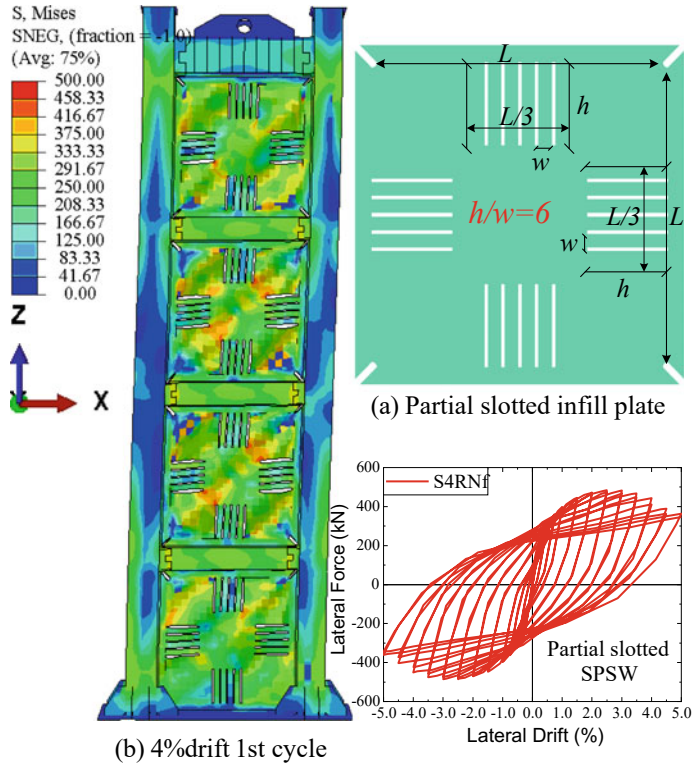 S, Mises
SNEG, (fraction = -1.0)
(Avg: 75%)
500.00
458.33
416.67
375.00
333.33
291.67
250.00
208.33
166.67
125.00
83.33
41.67
0.00
Z
X
(b) 4%drift 1st cycle
L
h
L/3
w
h/w=6
L/3
L
w
h
(a) Partial slotted infill plate
S4RNf
600
400
200
0
-200
-400
-600
Lateral Force (kN)
Partial slotted
SPSW
-5.0 -4.0 -3.0 -2.0 -1.0 0.0 1.0 2.0 3.0 4.0 5.0
Lateral Drift (%)